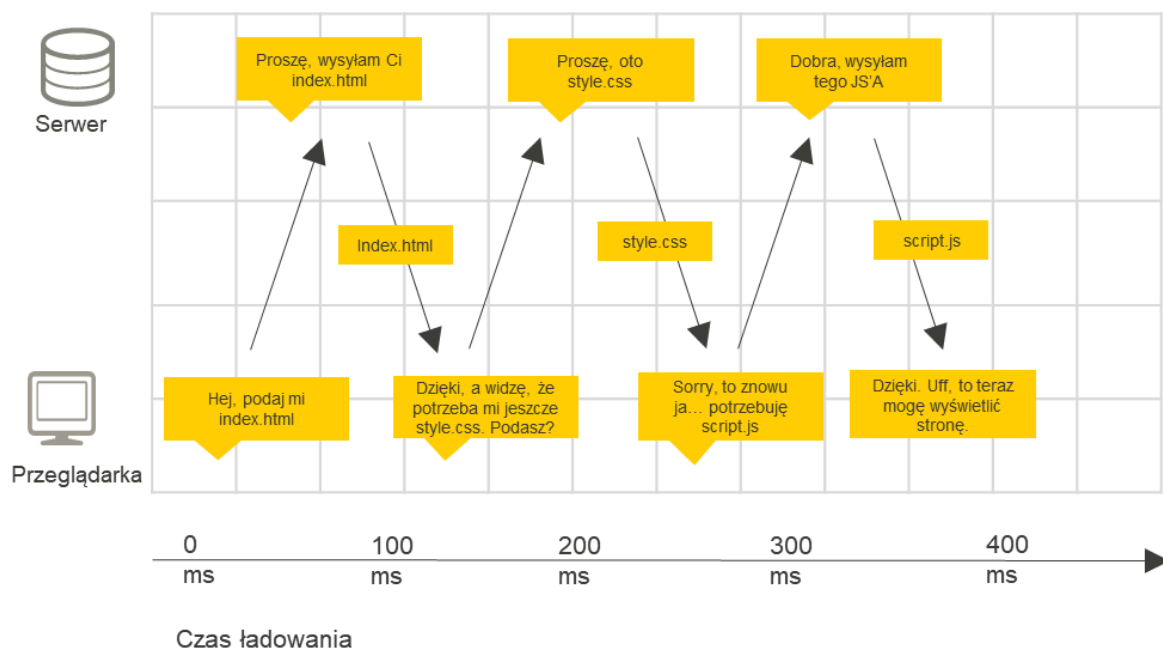 Proszę, wysyłam Ci
index.html
Proszę, oto
style.css
Dobra, wysyłam
tego JS'A
Serwer
Index.html
style.css
script.js
Hej, podaj mi
index.html
Dzięki, a widzę, że
potrzeba mi jeszcze
style.css. Podasz?
Sorry, to znowu
ja… potrzebuję
script.js
Dzięki. Uff, to teraz
mogę wyświetlić
stronę.
Przeglądarka
0
ms
100
ms
200
ms
300
ms
400
ms
Czas ładowania